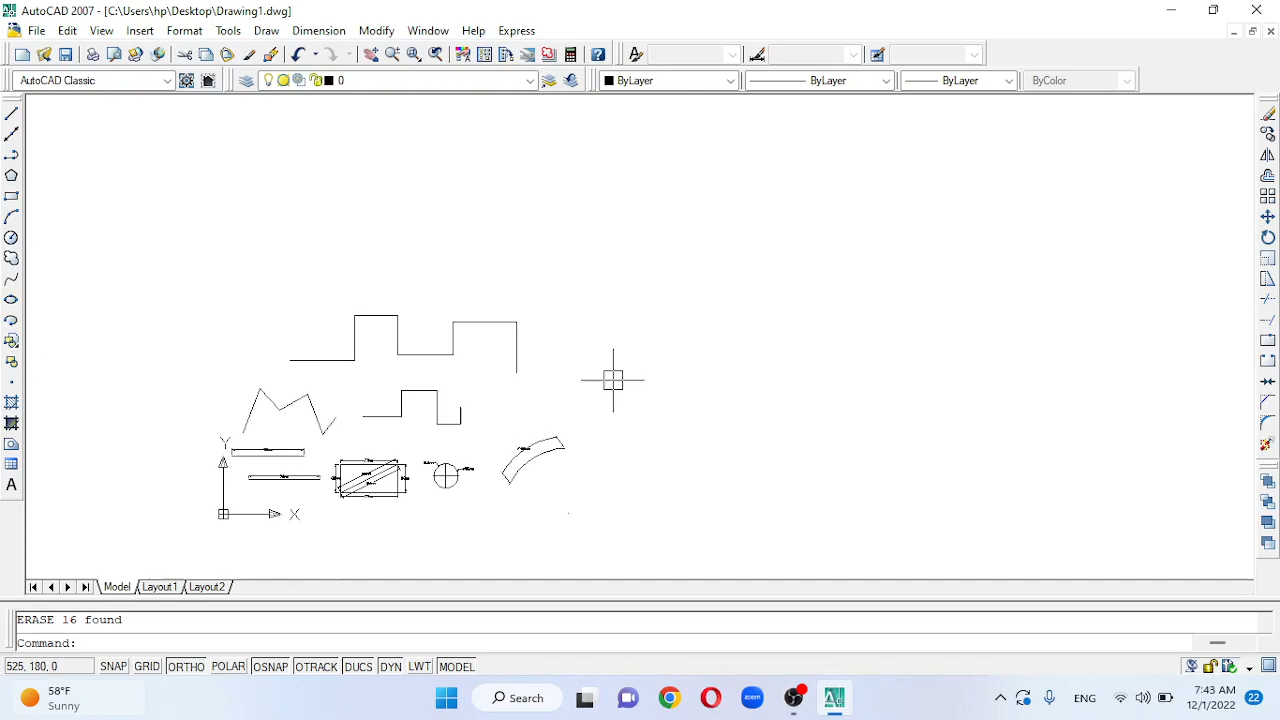 AutoCAD 2007 - [C:\Users\hp\Desktop\Drawing1.dwg]
File Edit View Insert Format Tools Draw Dimension Modify Window Help Express
AutoCAD Classic 0 ByLayer ByLayer ByLayer ByColor
A
Y
X
Model Layout1 Layout2
ERASE 16 found
Command:
525, 180, 0 SNAP GRID ORTHO POLAR OSNAP OTRACK DUCS DYN LWT MODEL
58°F
Sunny
Search
zoom
ENG
7:43 AM
12/1/2022
22